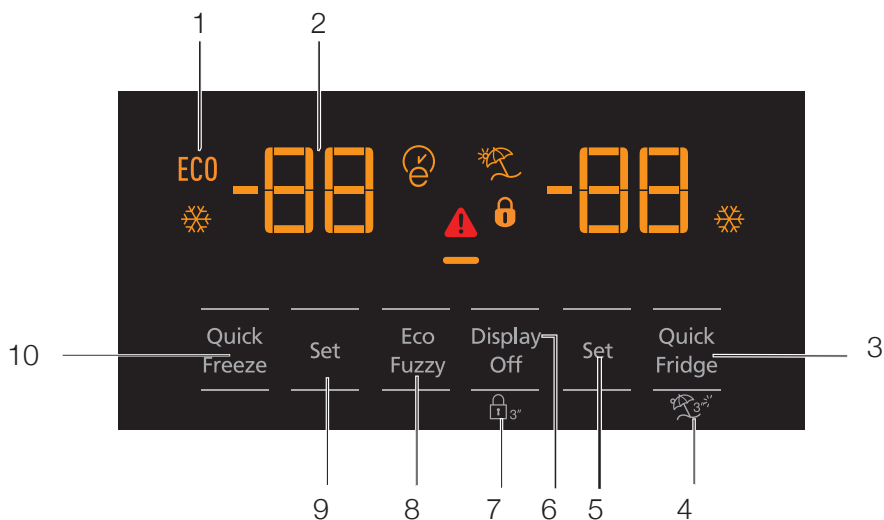 1
2
ECO
-88
e
-88
Quick
Freeze
Set
Eco
Fuzzy
Display
Off
Set
Quick
Fridge
10
3
3"
3"
9
8
7
6
5
4